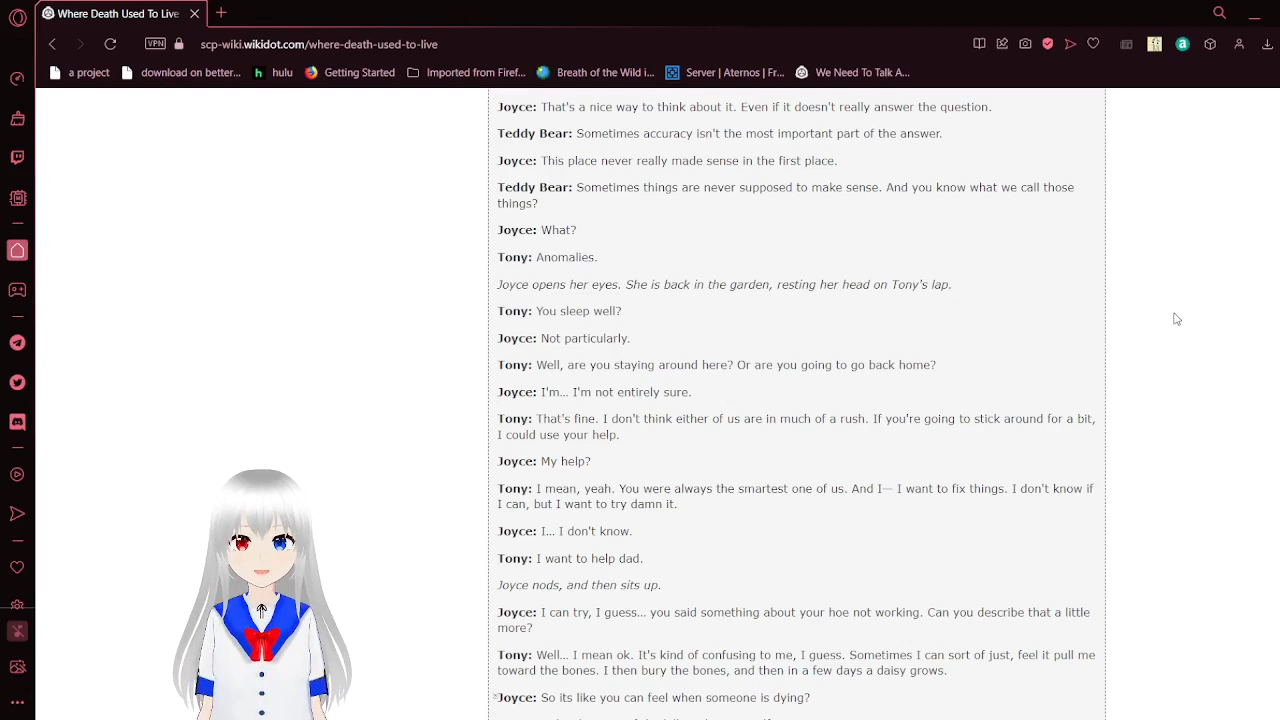 Where Death Used To Live
scp-wiki.wikidot.com/where-death-used-to-live
VPN
a project
download on better...
hulu
Getting Started
Imported from Firef...
Breath of the Wild i...
Server | Aternos | Fr...
We Need To Talk A...
Joyce: That's a nice way to think about it. Even if it doesn't really answer the question.
Teddy Bear: Sometimes accuracy isn't the most important part of the answer.
Joyce: This place never really made sense in the first place.
Teddy Bear: Sometimes things are never supposed to make sense. And you know what we call those
things?
Joyce: What?
Tony: Anomalies.
Joyce opens her eyes. She is back in the garden, resting her head on Tony's lap.
Tony: You sleep well?
Joyce: Not particularly.
Tony: Well, are you staying around here? Or are you going to go back home?
Joyce: I'm... I'm not entirely sure.
Tony: That's fine. I don't think either of us are in much of a rush. If you're going to stick around for a bit,
I could use your help.
Joyce: My help?
Tony: I mean, yeah. You were always the smartest one of us. And I— I want to fix things. I don't know if
I can, but I want to try damn it.
Joyce: I... I don't know.
Tony: I want to help dad.
Joyce nods, and then sits up.
Joyce: I can try, I guess... you said something about your hoe not working. Can you describe that a little
more?
Tony: Well... I mean ok. It's kind of confusing to me, I guess. Sometimes I can sort of just, feel it pull me
toward the bones. I then bury the bones, and then in a few days a daisy grows.
Joyce: So its like you can feel when someone is dying?